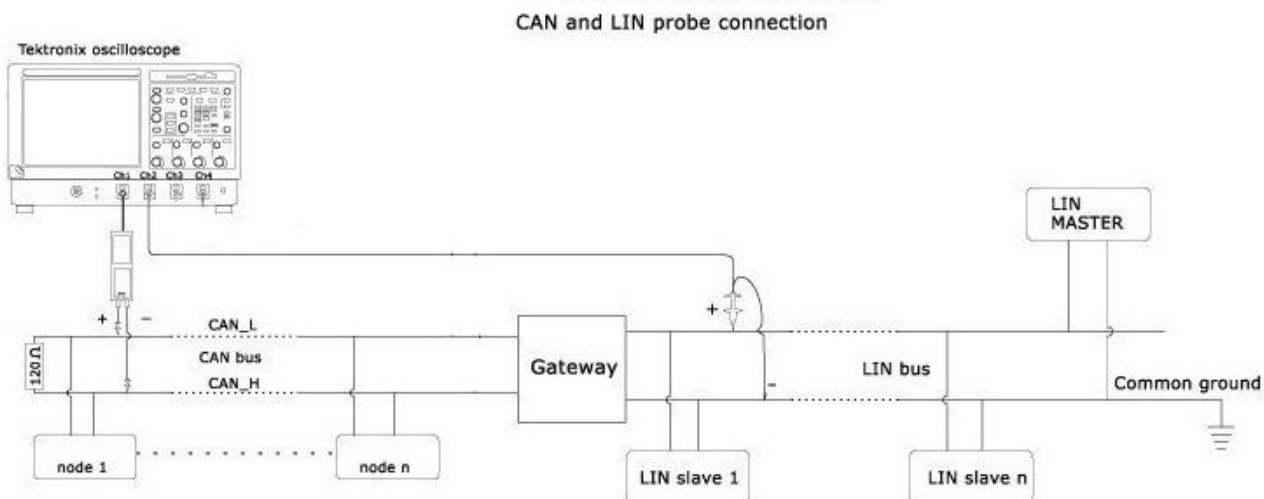 CAN and LIN probe connection
Tektronix oscilloscope
Ch1 Ch2 Ch3 Ch4
LIN
MASTER
+ -
CAN_L
+
120Ω
CAN bus
Gateway
LIN bus
CAN_H
-
Common ground
node 1
node n
LIN slave 1
LIN slave n